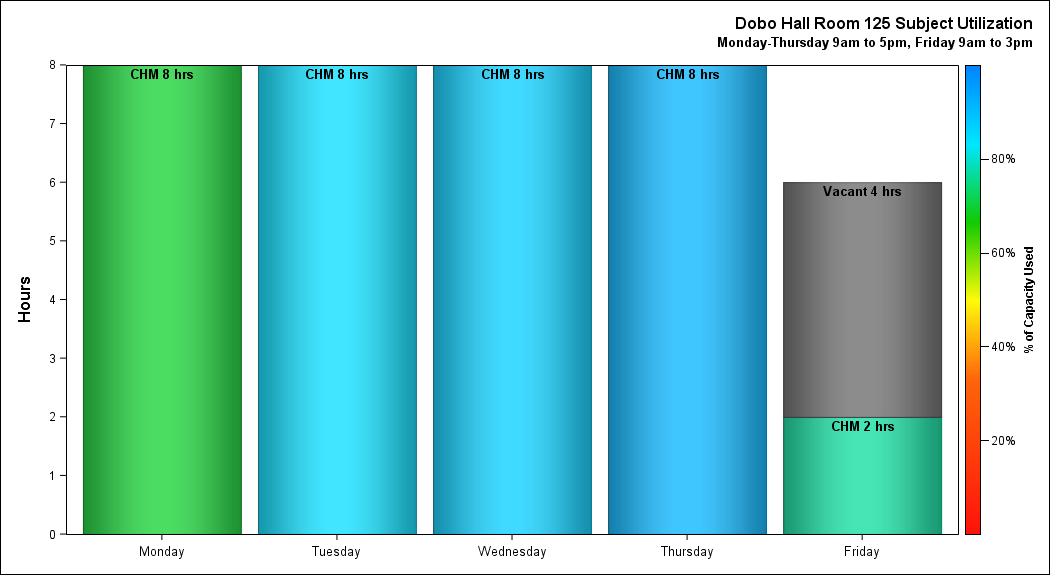 Dobo Hall Room 125 Subject Utilization
Monday-Thursday 9am to 5pm, Friday 9am to 3pm
Hours
8
7
6
5
4
3
2
1
0
CHM 8 hrs
CHM 8 hrs
CHM 8 hrs
CHM 8 hrs
Vacant 4 hrs
CHM 2 hrs
Monday
Tuesday
Wednesday
Thursday
Friday
80%
60%
40%
20%
% of Capacity Used